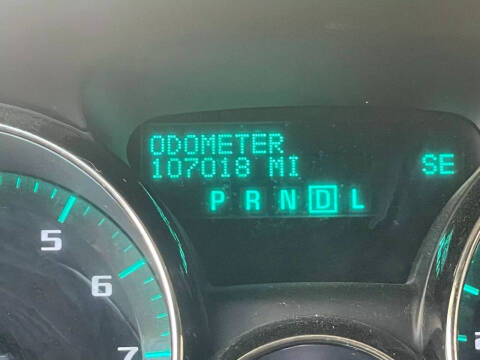 ODOMETER
107018 MI SE
P R N D L
5
6
7